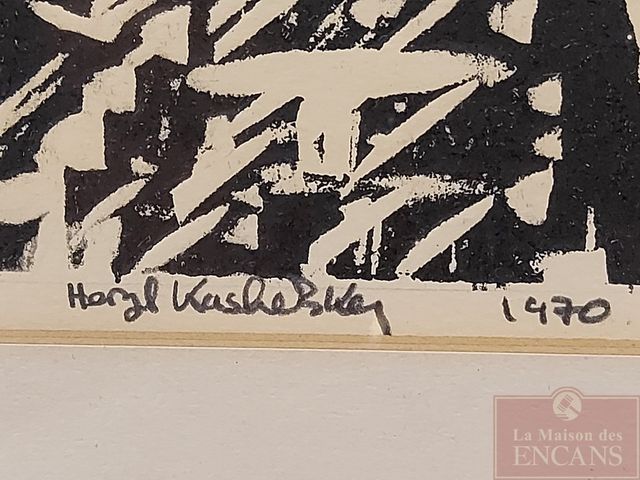 Herzl Kashetsky 1970
La Maison des
ENCANS